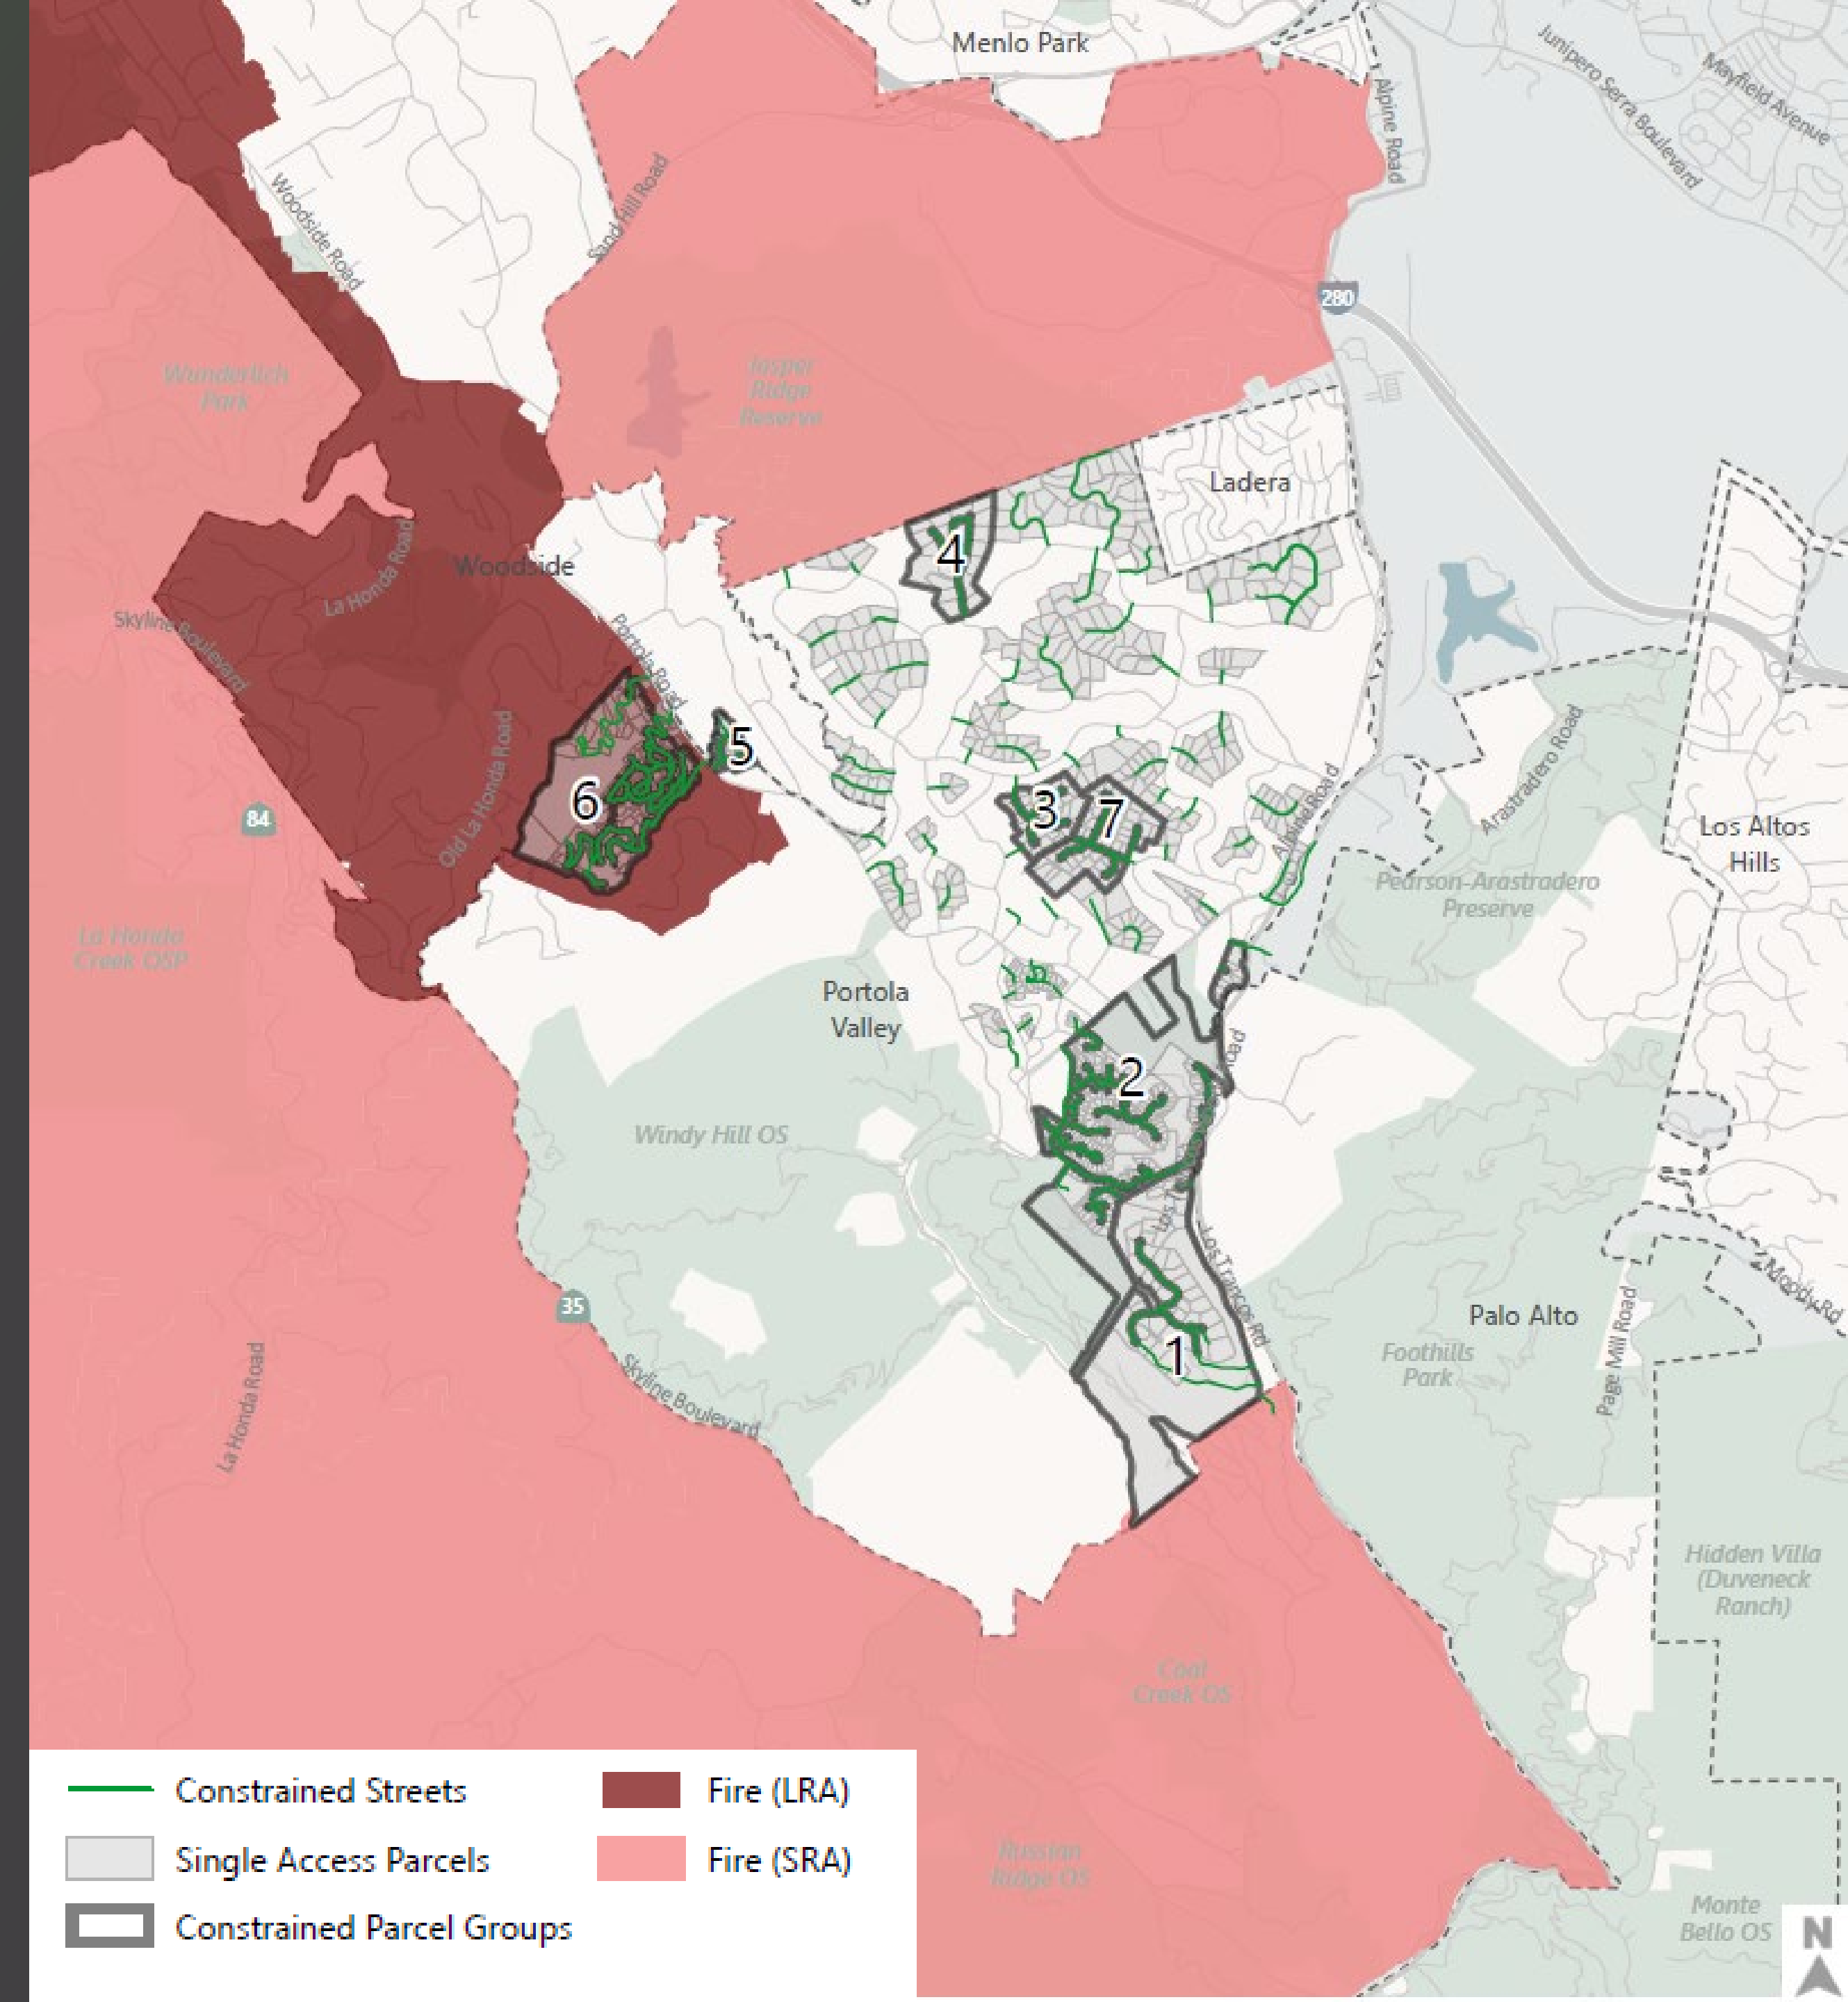 Menlo Park
Junipero Serra Boulevard
Mayfield Avenue
Alpine Road
Sand Hill Road
Woodside Road
280
Wunderlich
Park
Jasper
Ridge
Reserve
Ladera
4
Woodside
La Honda Road
Skyline Boulevard
Portola Road
5
6
3
7
84
Old La Honda Road
Alpine Road
Arastradero Road
Los Altos
Hills
Pearson-Arastradero
Preserve
La Honda
Creek OSP
Portola
Valley
2
Road
Windy Hill OS
Los Trancos Rd
35
Moody Rd
Palo Alto
Page Mill Road
Foothills
Park
1
La Honda Road
Skyline Boulevard
Hidden Villa
(Duveneck
Ranch)
Coal
Creek OS
Russian
Ridge OS
Monte
Bello OS
N
Constrained Streets
Fire (LRA)
Single Access Parcels
Fire (SRA)
Constrained Parcel Groups